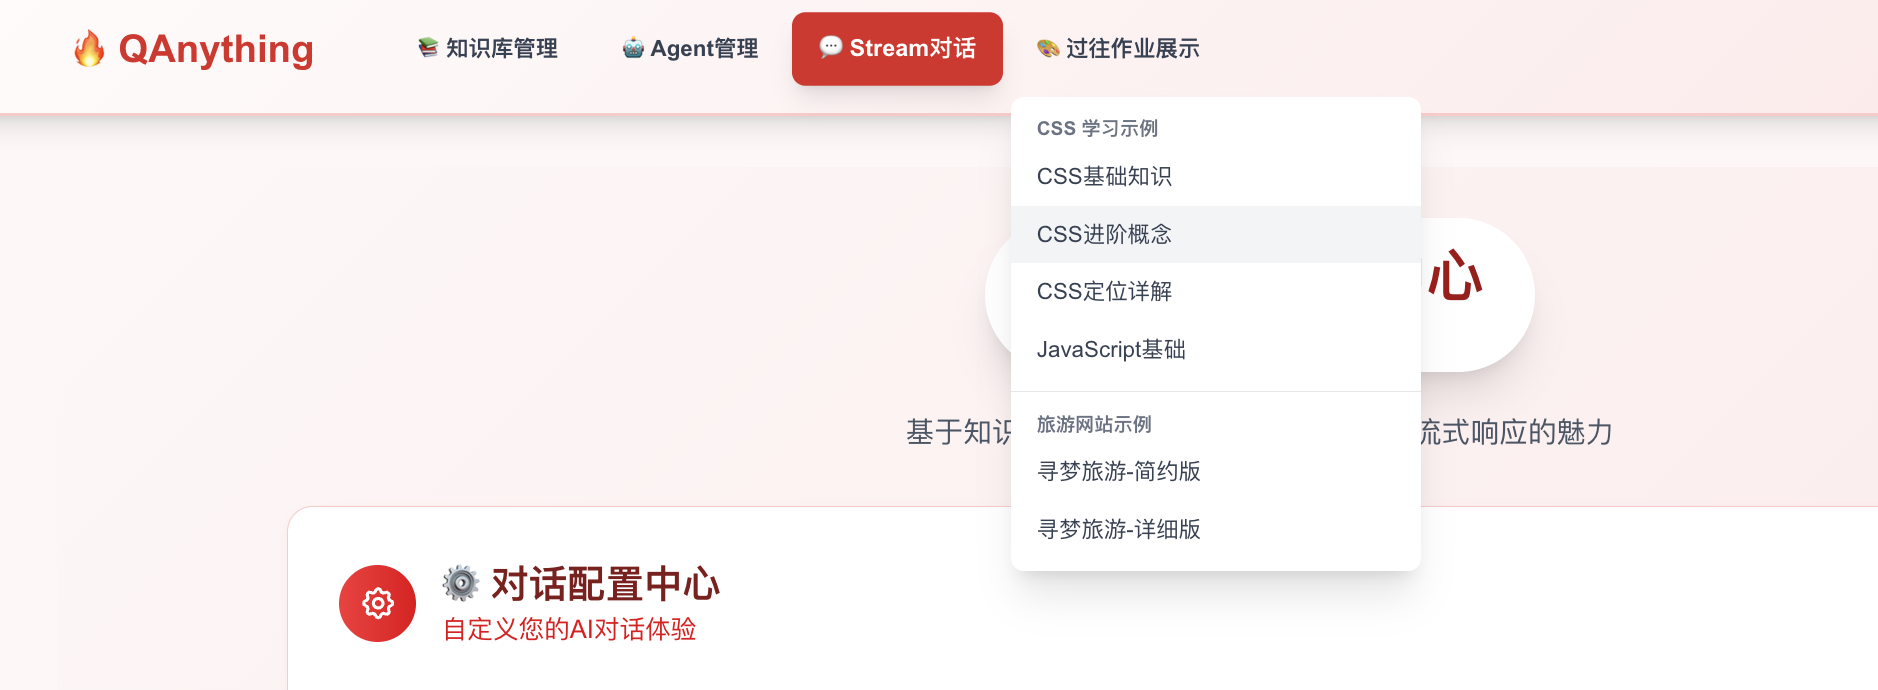 QAnything
知识库管理
Agent管理
Stream对话
过往作业展示
CSS 学习示例
CSS基础知识
CSS进阶概念
CSS定位详解
JavaScript基础
旅游网站示例
寻梦旅游-简约版
寻梦旅游-详细版
心
基于知识 流式响应的魅力
对话配置中心
自定义您的AI对话体验